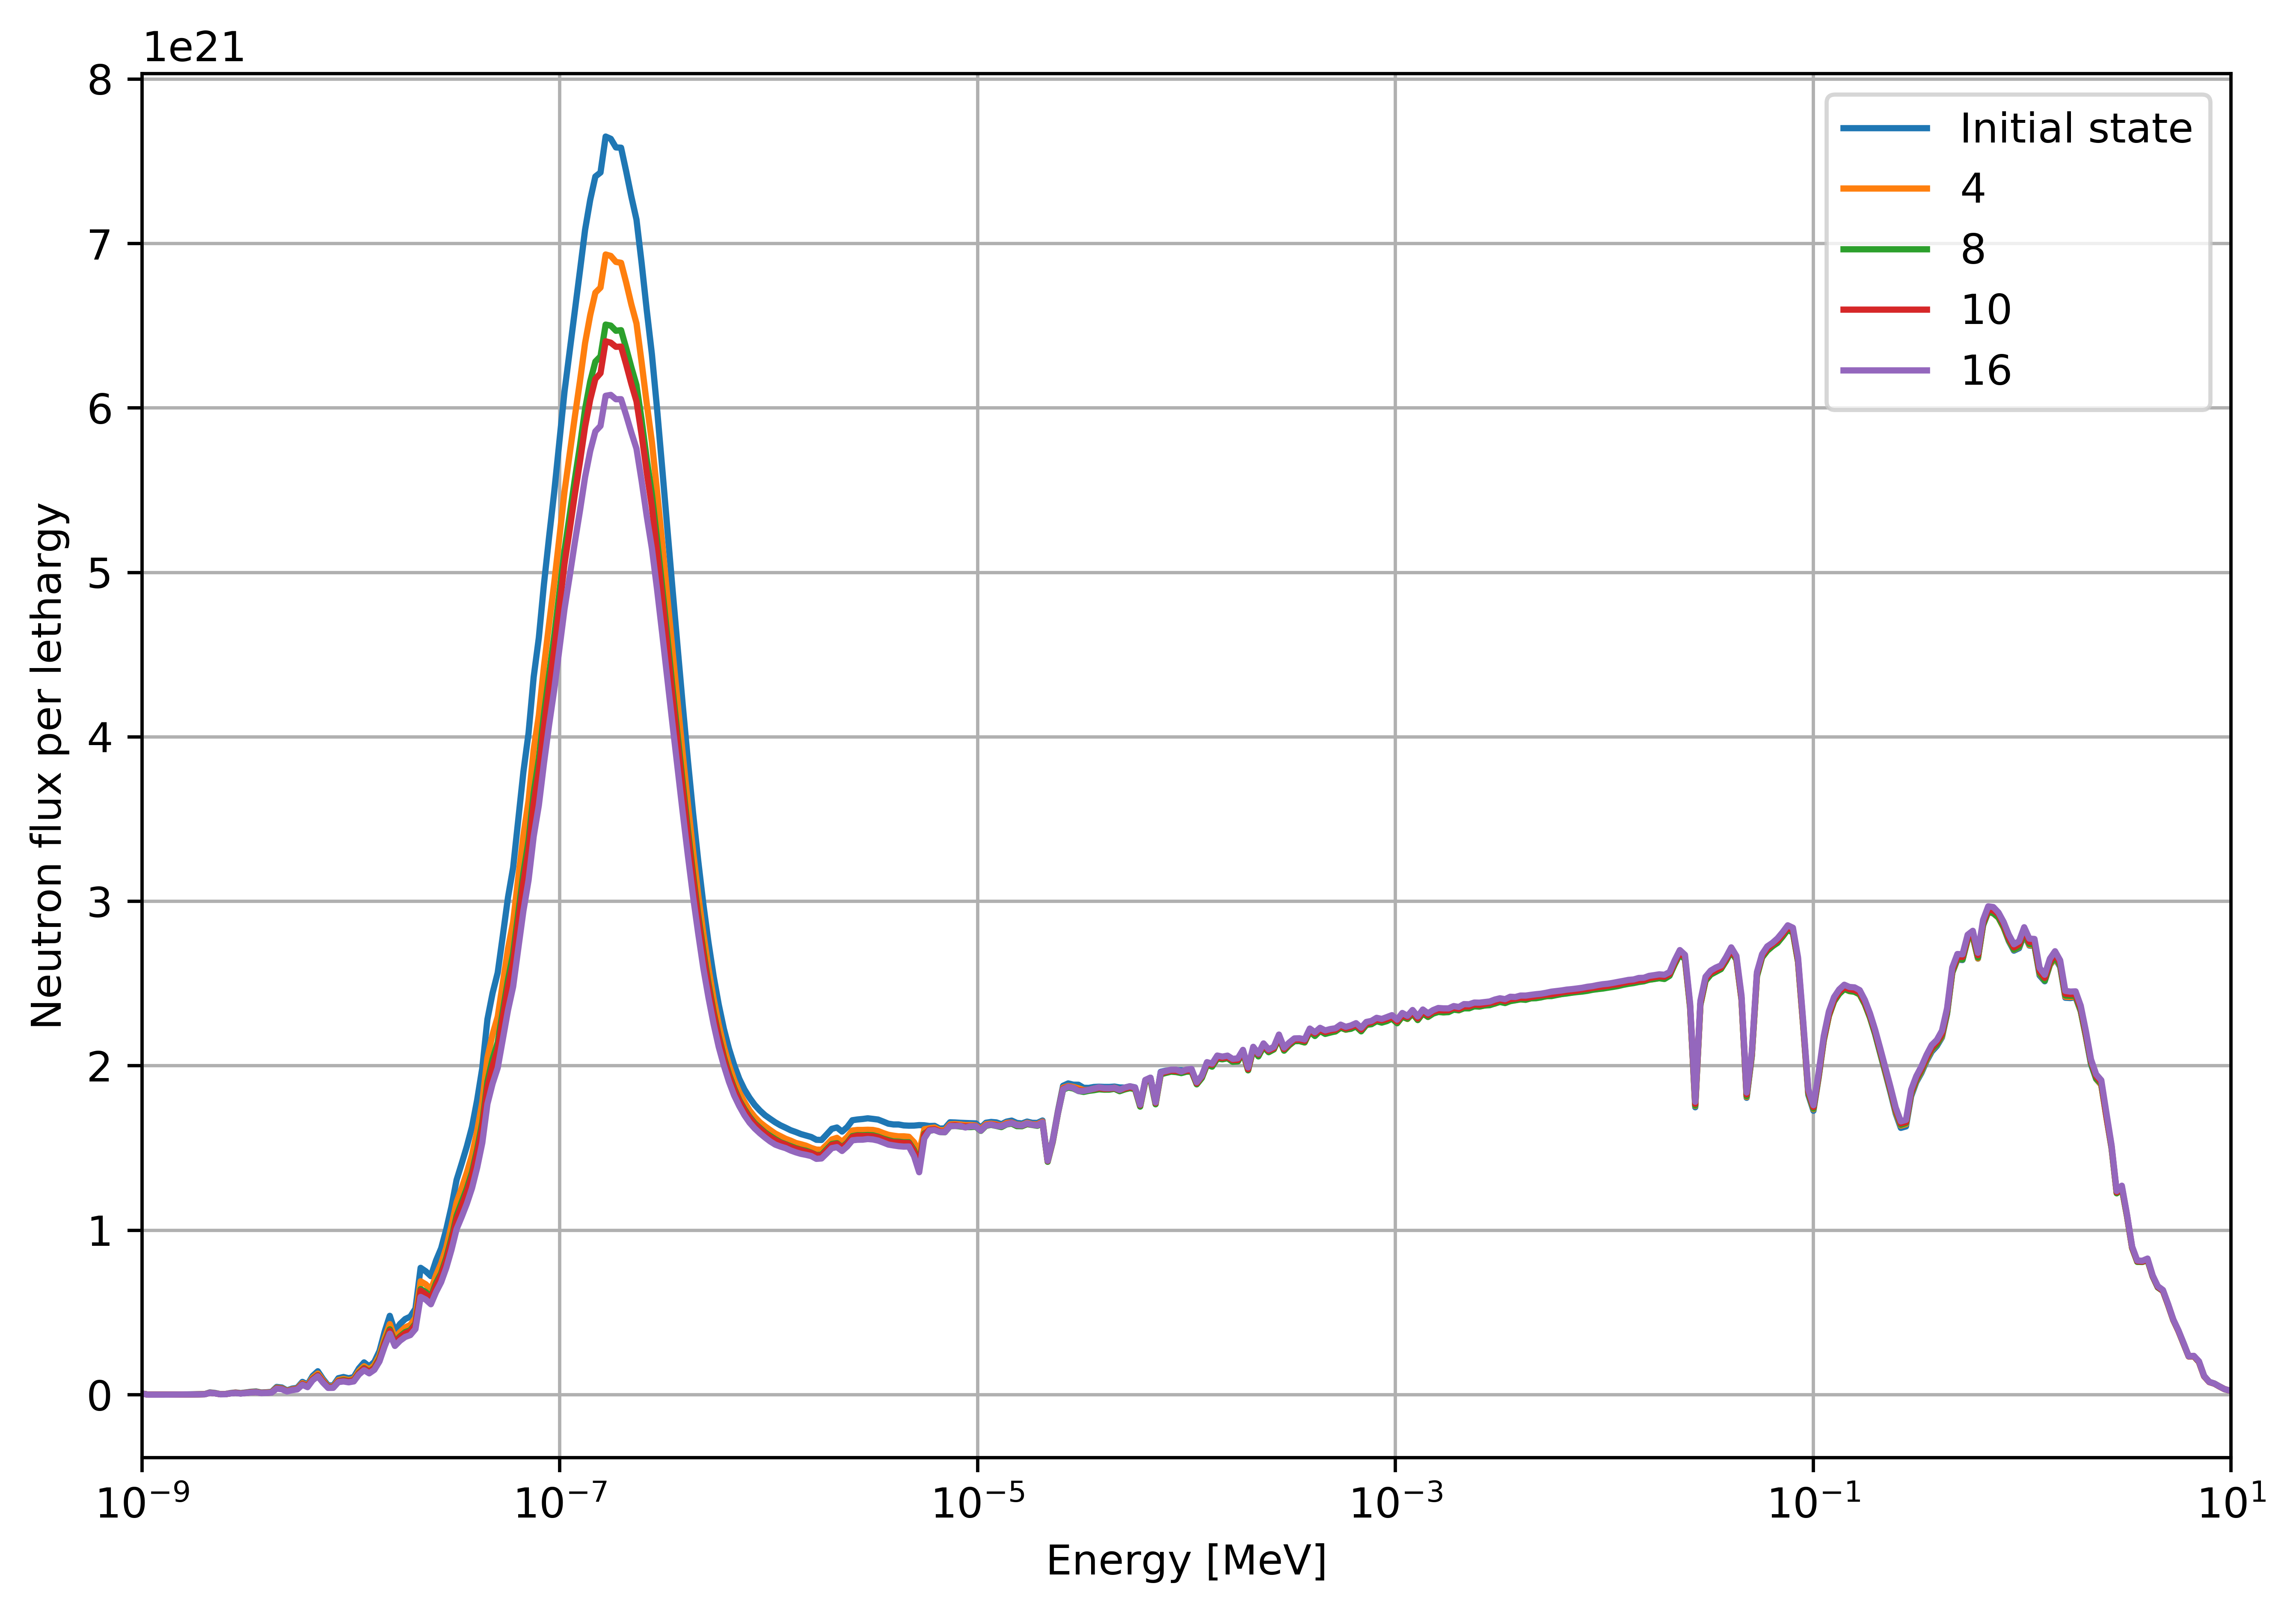 1e21
8
7
6
5
4
3
2
1
0
Neutron flux per lethargy
Initial state
4
8
10
16
10⁻⁹ 10⁻⁷ 10⁻⁵ 10⁻³ 10⁻¹ 10¹
Energy [MeV]